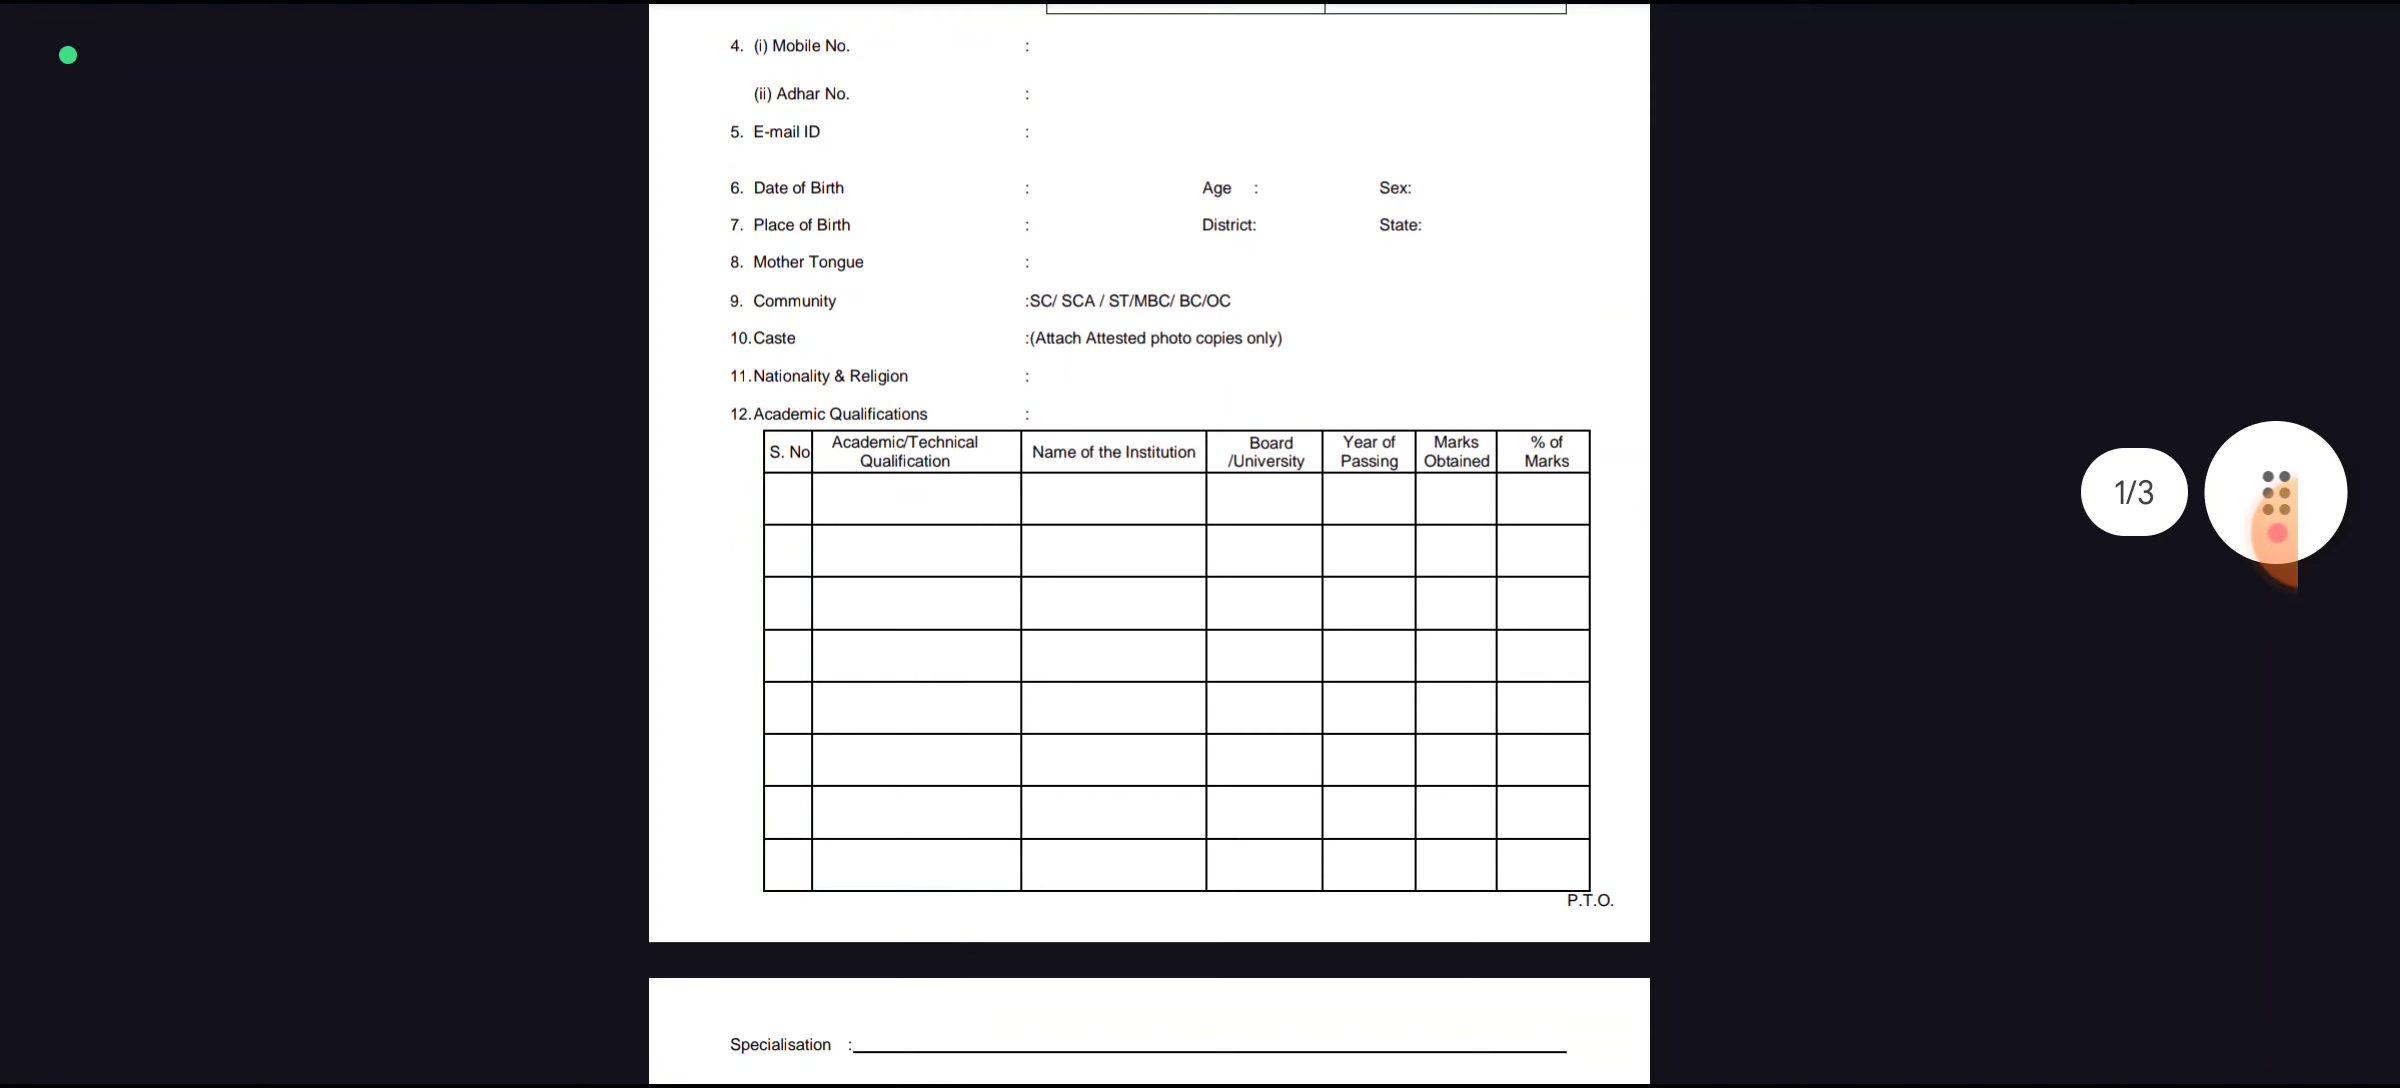 4. (i) Mobile No. :
(ii) Adhar No. :
5. E-mail ID :
6. Date of Birth : Age : Sex:
7. Place of Birth : District: State:
8. Mother Tongue :
9. Community :SC/ SCA / ST/MBC/ BC/OC
10.Caste :(Attach Attested photo copies only)
11.Nationality & Religion :
12.Academic Qualifications :
S. No Academic/Technical Qualification Name of the Institution Board /University Year of Passing Marks Obtained % of Marks
P.T.O.
1/3
Specialisation :